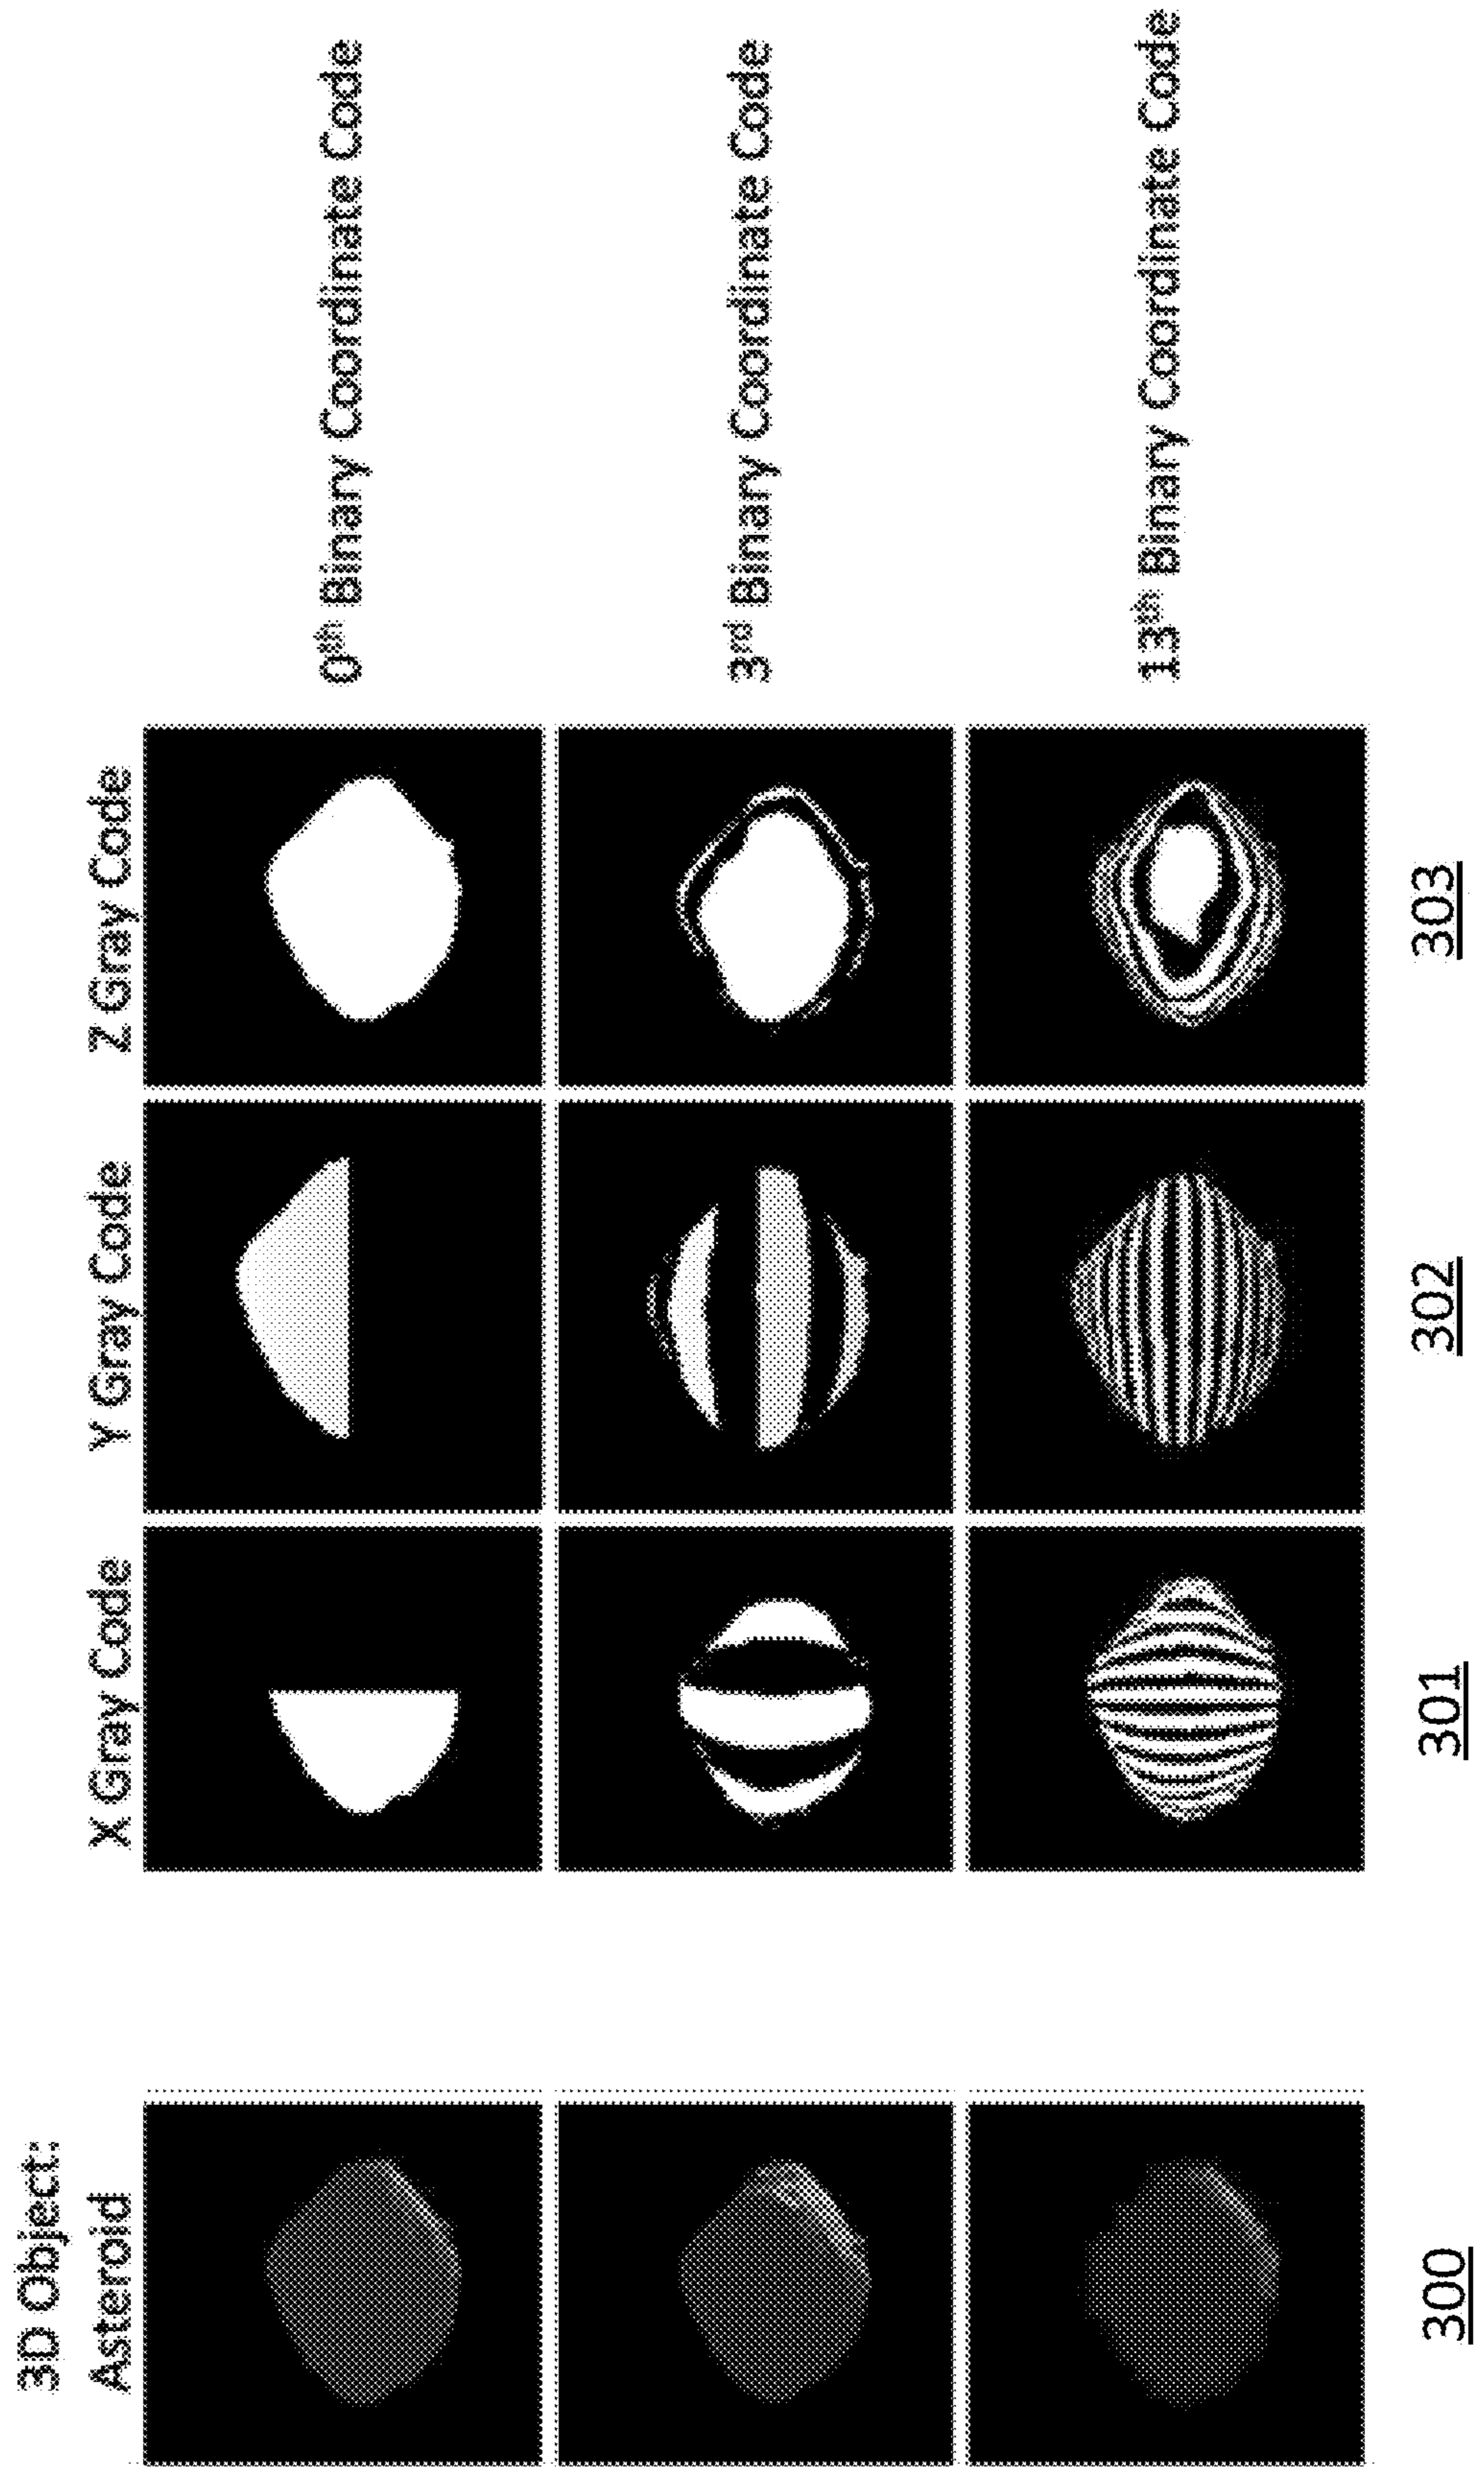 3D Object:
Asteroid
X Gray Code
Y Gray Code
Z Gray Code
0th Binary Coordinate Code
3rd Binary Coordinate Code
13th Binary Coordinate Code
300
301
302
303